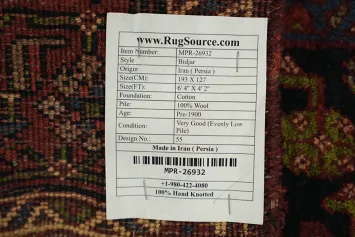 www.RugSource.com
Item Number: MPR-26932
Style Bidjar
Origin Iran ( Persia )
Size(CM): 193 X 127
Size(FT): 6' 4" X 4' 2"
Foundation: Cotton
Pile: 100% Wool
Age: Pre-1900
Condition: Very Good (Evenly Low
Pile)
Design No.: 55
Made in Iran ( Persia )
MPR-26932
+1-980-422-4080
100% Hand Knotted